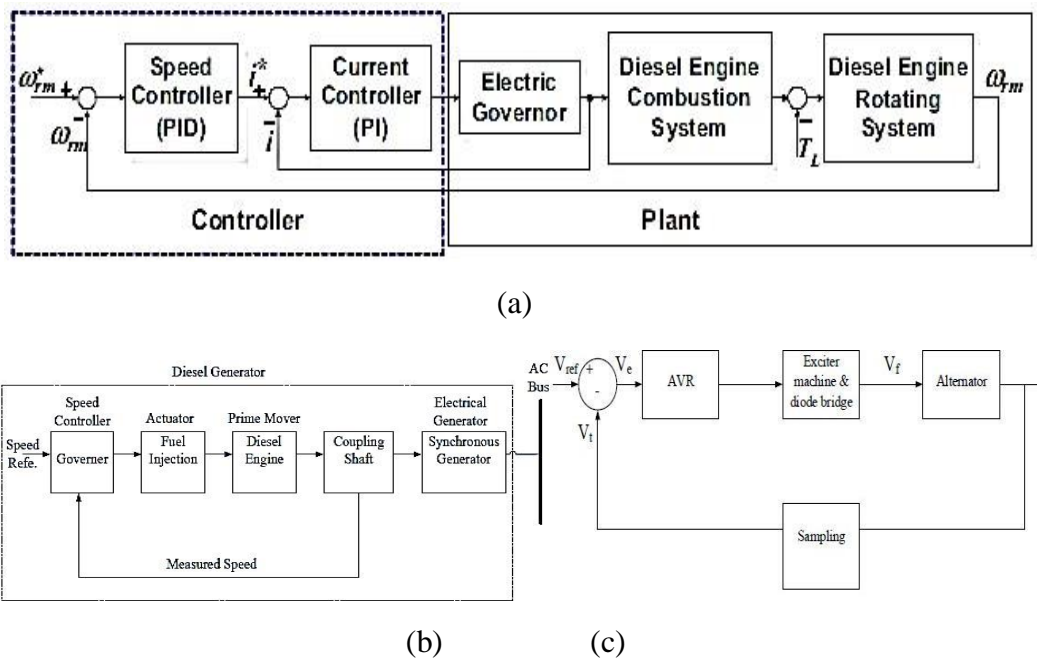 ω*rm + Speed Controller (PID) i* + Current Controller (PI) Electric Governor Diesel Engine Combustion System Diesel Engine Rotating System ωrm
ωrm - i - - TL
Controller Plant
(a)
Diesel Generator
Speed Controller
Actuator
Prime Mover
Electrical Generator
Speed Refe.
Governer
Fuel Injection
Diesel Engine
Coupling Shaft
Synchronous Generator
Measured Speed
AC Bus
Vref + Ve AVR Exciter machine & diode bridge Vf Alternator
-
Vt
Sampling
(b) (c)